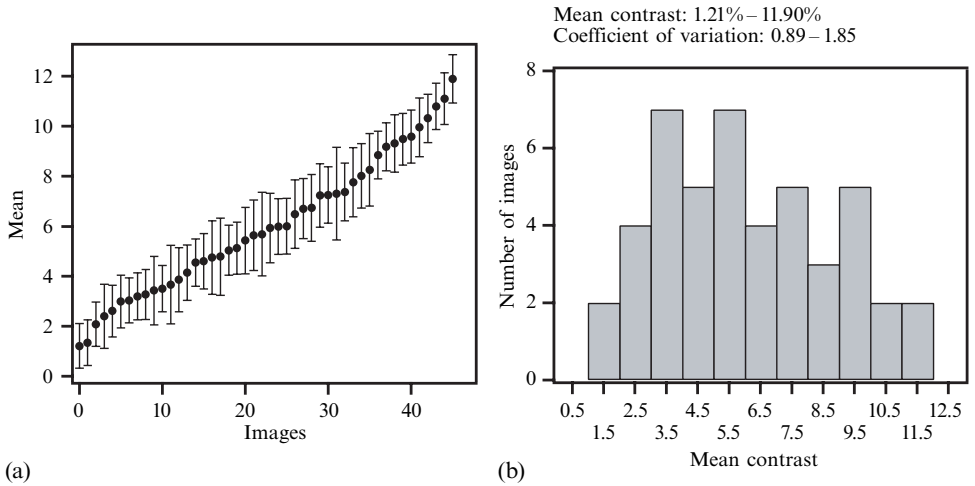 Mean contrast: 1.21% – 11.90%
Coefficient of variation: 0.89 – 1.85
12
10
8
6
4
2
0
Mean
0 10 20 30 40
Images
(a)
8
6
4
2
0
Number of images
0.5 2.5 4.5 6.5 8.5 10.5 12.5
1.5 3.5 5.5 7.5 9.5 11.5
Mean contrast
(b)